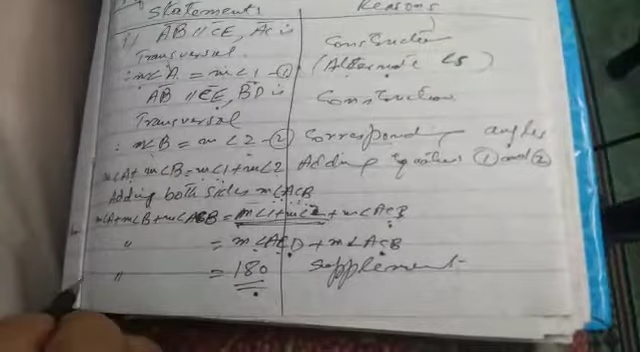 Statements Reasons
i) AB // CE, AC is Construction
Transversal (Alternate ∠s)
∴ m∠A = m∠1 -①
AB // CE, BD is Construction
Transversal
∴ m∠B = m∠2 -② Correspond angles
m∠A + m∠B = m∠1 + m∠2 Adding equations ① and ②
Adding both sides m∠ACB
m∠A + m∠B + m∠ACB = m∠1 + m∠2 + m∠ACB
" = m∠ACD + m∠ACB
" = 180 Supplement